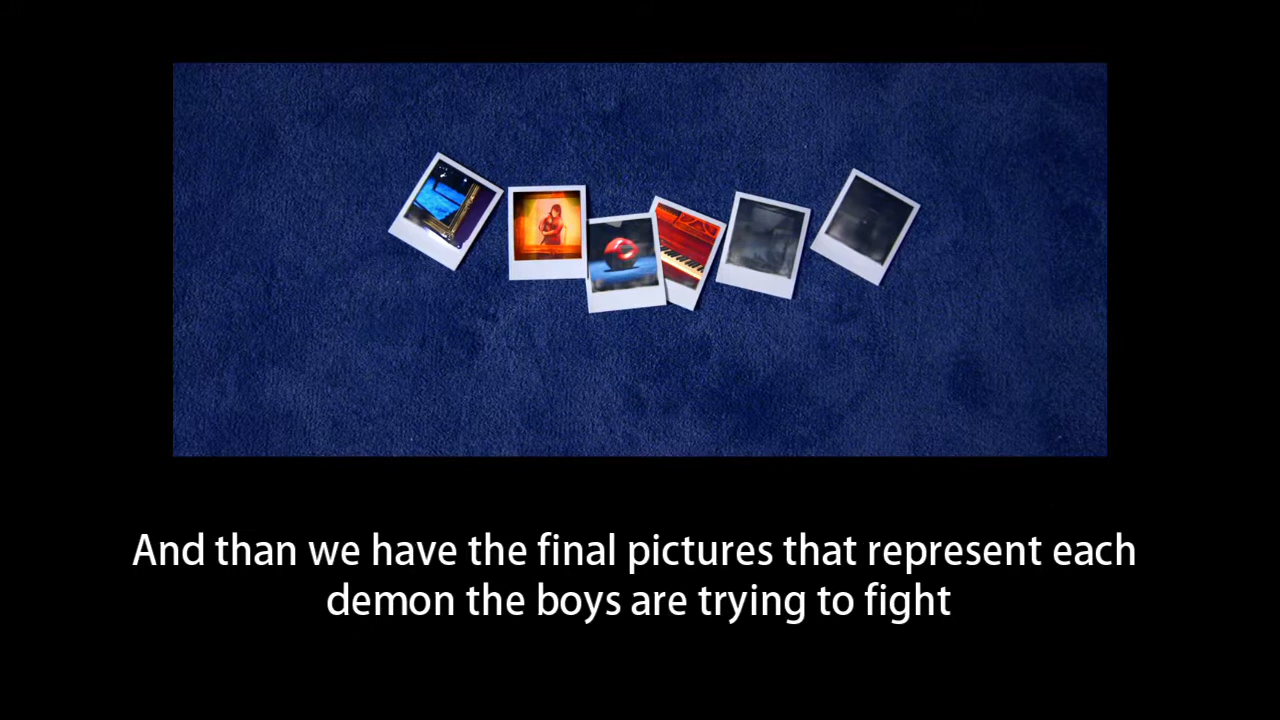 And than we have the final pictures that represent each
demon the boys are trying to fight